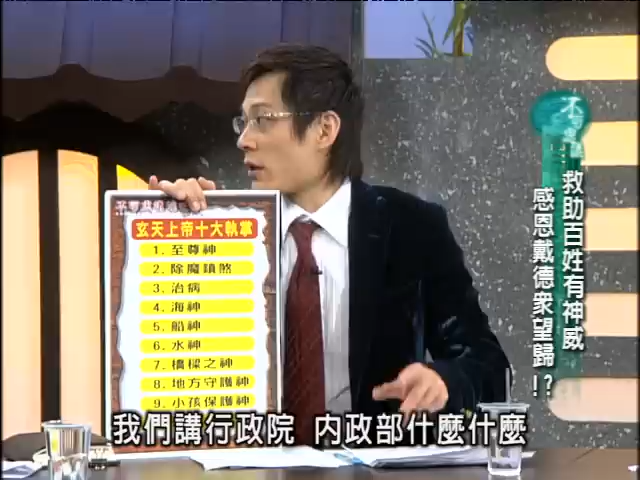 玄天上帝十大執掌
1. 至尊神
2. 除魔鎮煞
3. 治病
4. 海神
5. 船神
6. 水神
7. 橋樑之神
8. 地方守護神
9. 小孩保護神
救助百姓有神威
感恩戴德衆望歸!?
我們講行政院 內政部什麼什麼